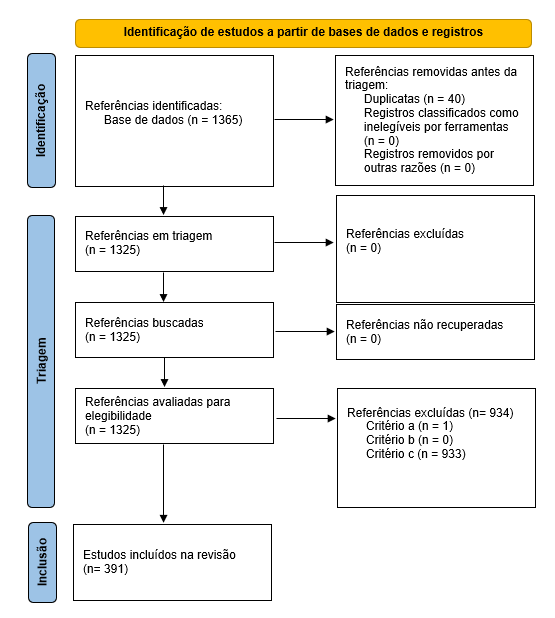 Identificação de estudos a partir de bases de dados e registros
Identificação
Referências identificadas:
Base de dados (n = 1365)
Referências removidas antes da
triagem:
Duplicatas (n = 40)
Registros classificados como
inelegíveis por ferramentas
(n = 0)
Registros removidos por
outras razões (n = 0)
Triagem
Referências em triagem
(n = 1325)
Referências excluídas
(n = 0)
Referências buscadas
(n = 1325)
Referências não recuperadas
(n = 0)
Referências avaliadas para
elegibilidade
(n = 1325)
Referências excluídas (n= 934)
Critério a (n = 1)
Critério b (n = 0)
Critério c (n = 933)
Inclusão
Estudos incluídos na revisão
(n= 391)